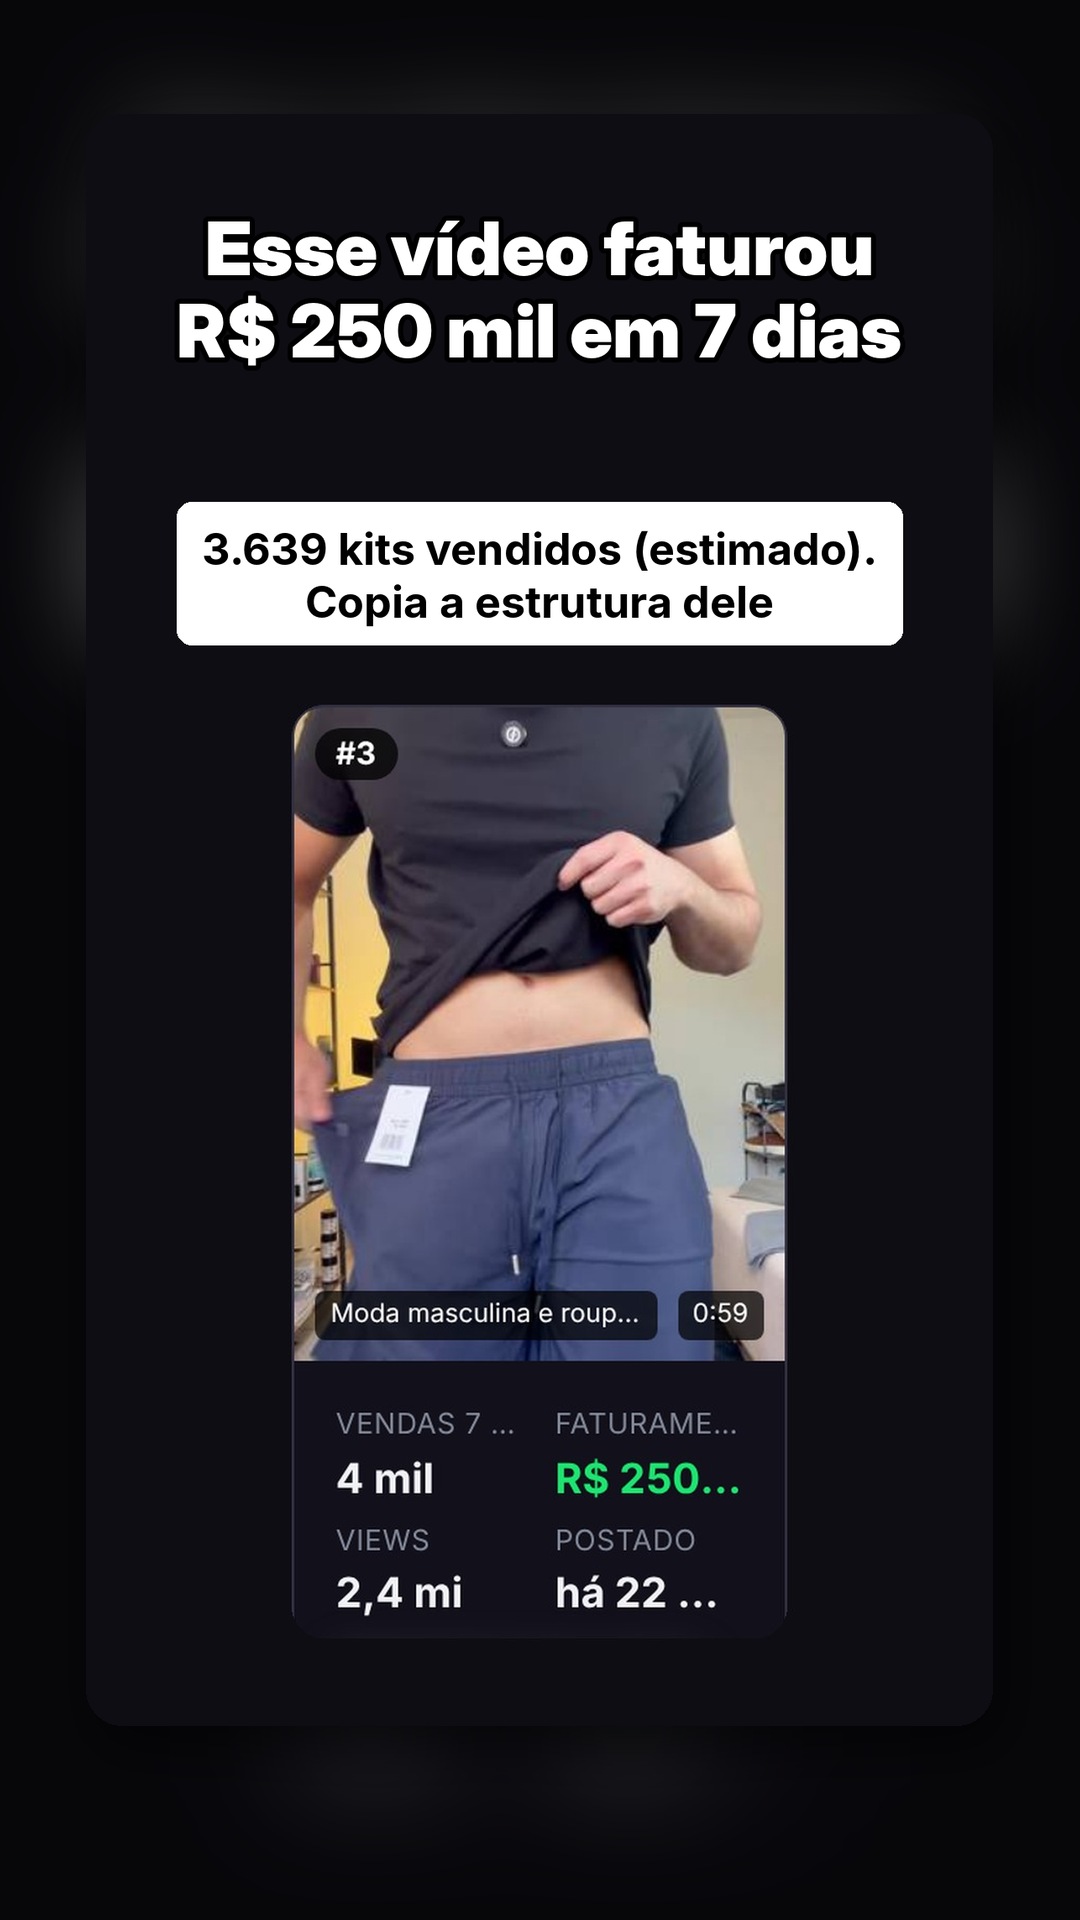 Esse vídeo faturou
R$ 250 mil em 7 dias
3.639 kits vendidos (estimado).
Copia a estrutura dele
#3
Moda masculina e roup...
0:59
VENDAS 7 ...
FATURAME...
4 mil
R$ 250...
VIEWS
POSTADO
2,4 mi
há 22 ...